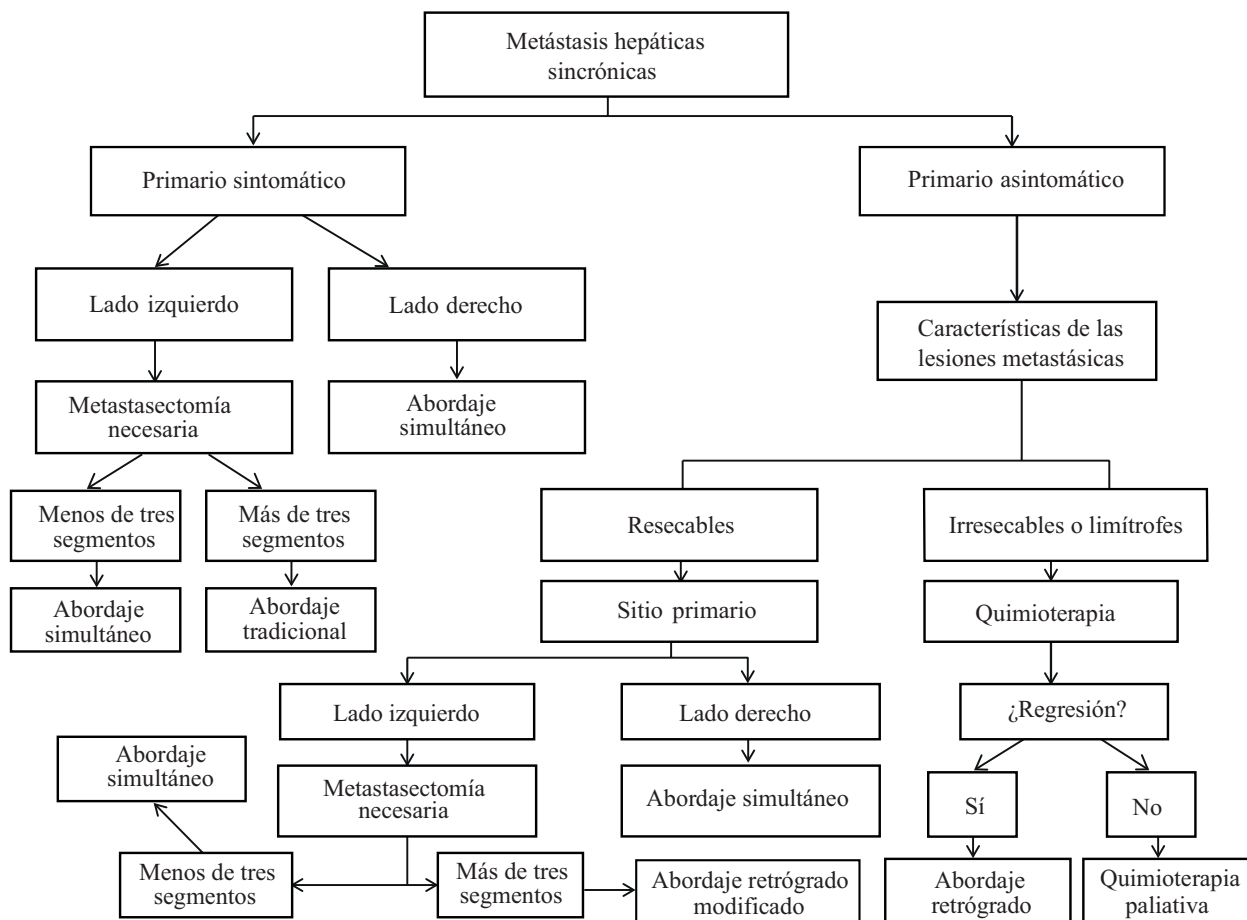 Metástasis hepáticas
sincrónicas
Primario sintomático
Primario asintomático
Lado izquierdo
Lado derecho
Características de las
lesiones metastásicas
Metastasectomía
necesaria
Abordaje
simultáneo
Menos de tres
segmentos
Más de tres
segmentos
Resecables
Irresecables o limítrofes
Abordaje
simultáneo
Abordaje
tradicional
Sitio primario
Quimioterapia
Lado izquierdo
Lado derecho
¿Regresión?
Abordaje
simultáneo
Metastasectomía
necesaria
Abordaje simultáneo
Sí
No
Menos de tres
segmentos
Más de tres
segmentos
Abordaje retrógrado
modificado
Abordaje
retrógrado
Quimioterapia
paliativa